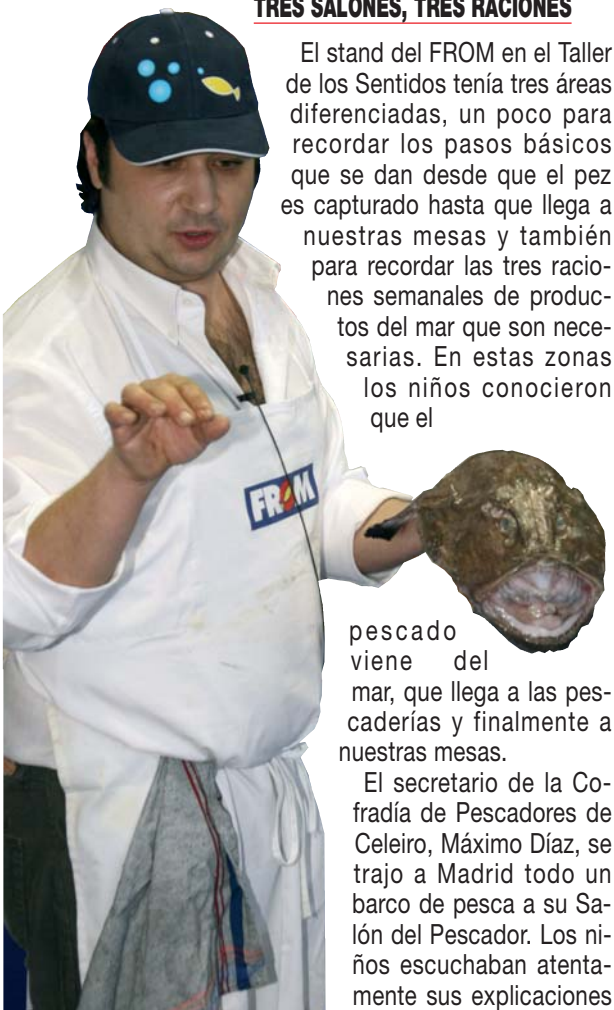 TRES SALONES, TRES RACIONES
El stand del FROM en el Taller
de los Sentidos tenía tres áreas
diferenciadas, un poco para
recordar los pasos básicos
que se dan desde que el pez
es capturado hasta que llega a
nuestras mesas y también
para recordar las tres racio-
nes semanales de produc-
tos del mar que son nece-
sarias. En estas zonas
los niños conocieron
que el
FROM
pescado
viene del
mar, que llega a las pes-
caderías y finalmente a
nuestras mesas.
El secretario de la Co-
fradía de Pescadores de
Celeiro, Máximo Díaz, se
trajo a Madrid todo un
barco de pesca a su Sa-
lón del Pescador. Los ni-
ños escuchaban atenta-
mente sus explicaciones